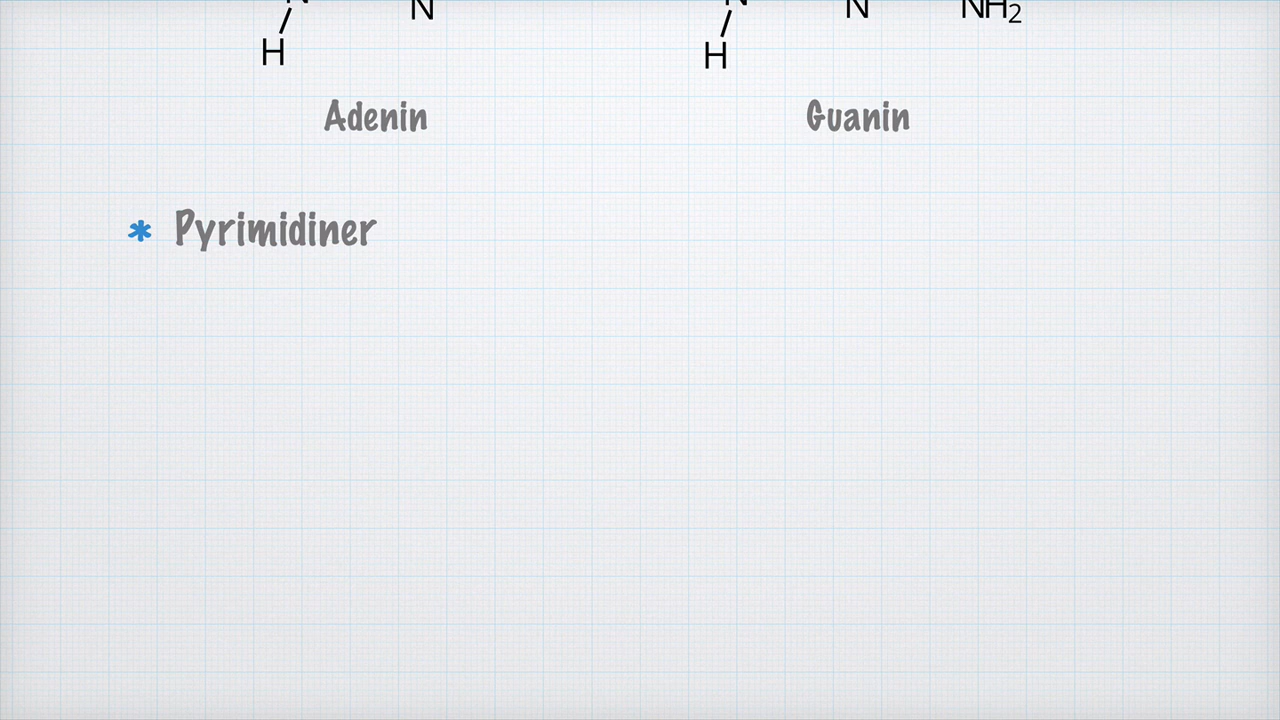 N N N N NH₂
H H
Adenin Guanin
* Pyrimidiner